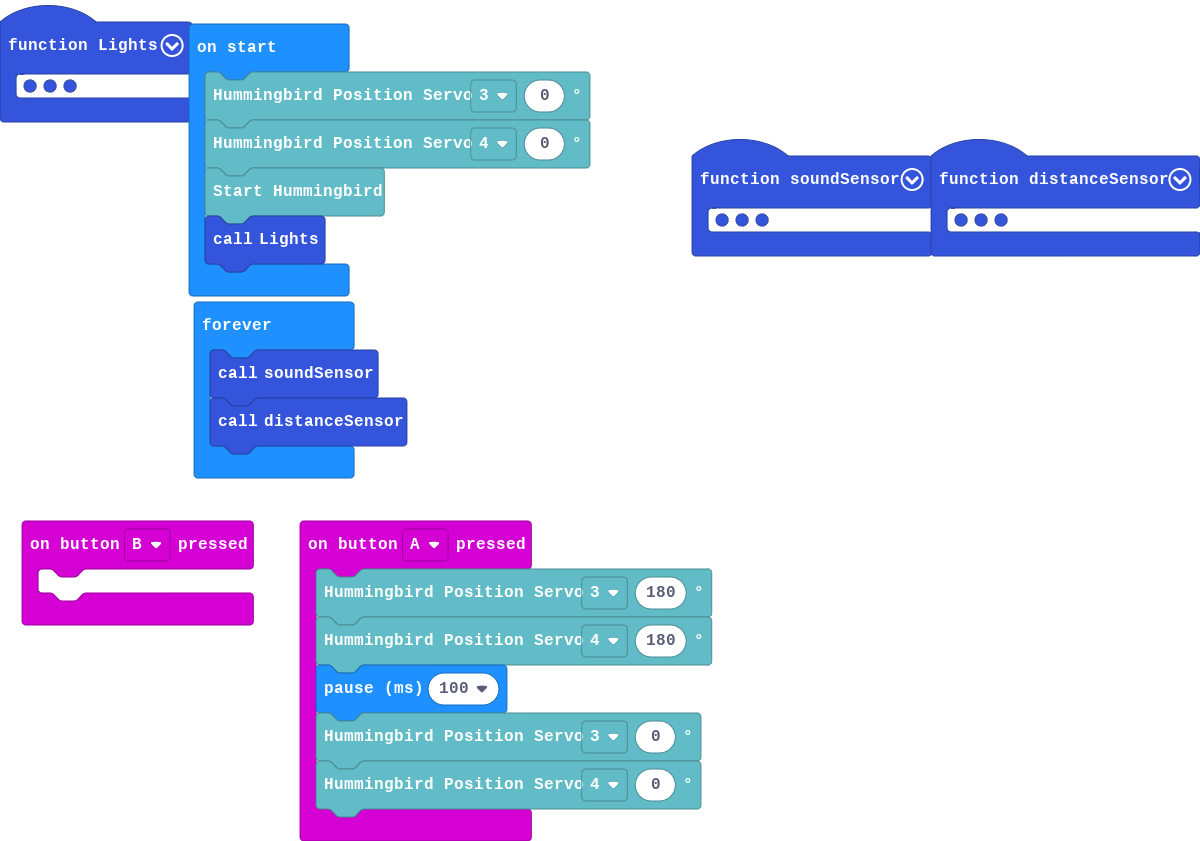 function Lights
on start
Hummingbird Position Servo 3 0 °
Hummingbird Position Servo 4 0 °
Start Hummingbird
call Lights
function soundSensor
function distanceSensor
forever
call soundSensor
call distanceSensor
on button B pressed
on button A pressed
Hummingbird Position Servo 3 180 °
Hummingbird Position Servo 4 180 °
pause (ms) 100
Hummingbird Position Servo 3 0 °
Hummingbird Position Servo 4 0 °